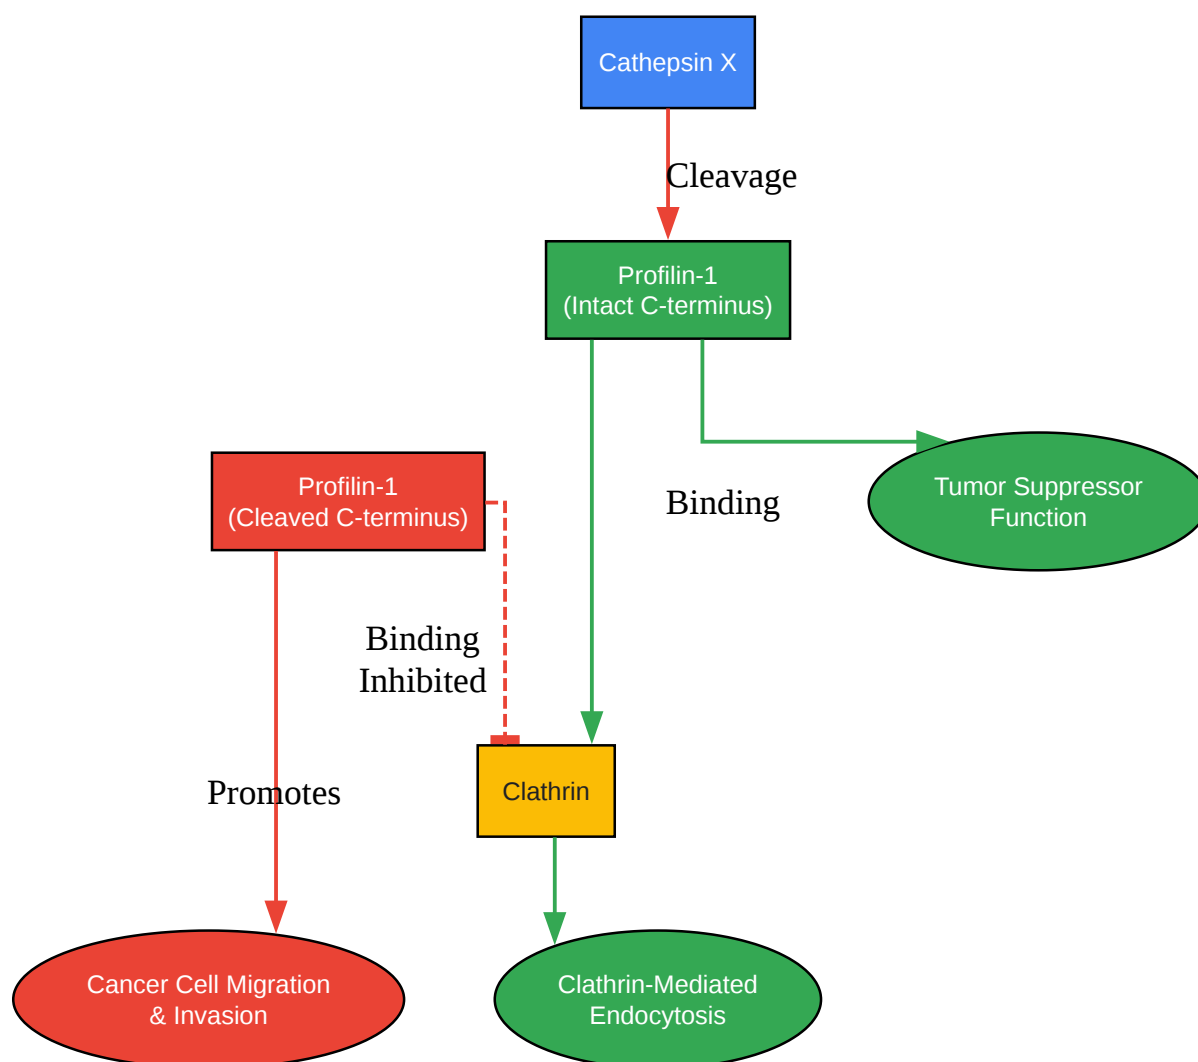 Cathepsin X
Cleavage
Profilin-1
(Intact C-terminus)
Profilin-1
(Cleaved C-terminus)
Binding
Tumor Suppressor
Function
Binding
Inhibited
Promotes
Clathrin
Cancer Cell Migration
& Invasion
Clathrin-Mediated
Endocytosis